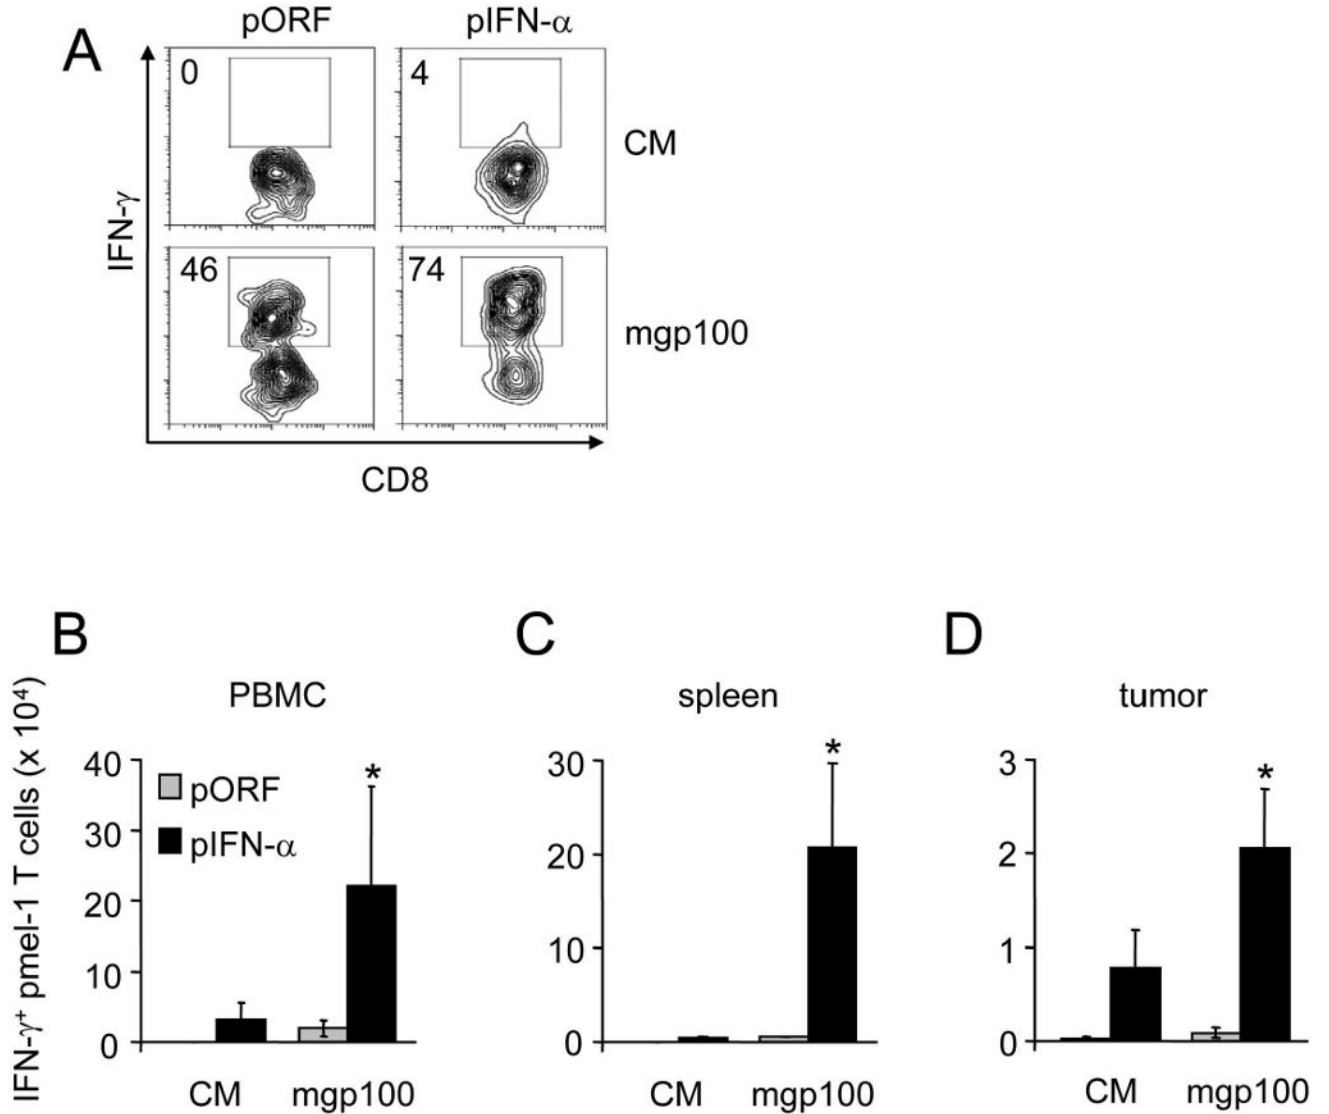 A
pORF
pIFN-α
0
4
CM
IFN-γ
46
74
mgp100
CD8
B
C
D
PBMC
spleen
tumor
IFN-γ⁺ pmel-1 T cells (x 10⁴)
40
30
20
10
0
pORF
pIFN-α
*
CM
mgp100
30
20
10
0
*
CM
mgp100
3
2
1
0
*
CM
mgp100